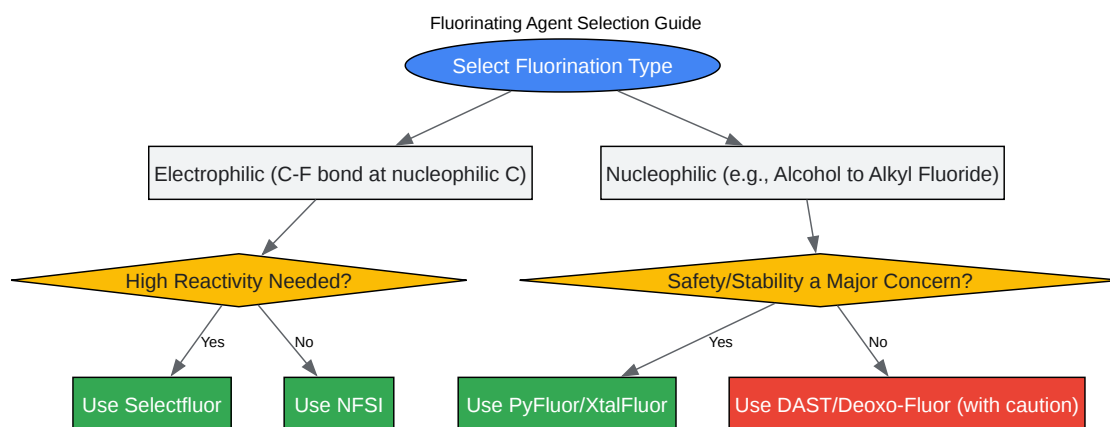 Fluorinating Agent Selection Guide
Select Fluorination Type
Electrophilic (C-F bond at nucleophilic C)
Nucleophilic (e.g., Alcohol to Alkyl Fluoride)
High Reactivity Needed?
Safety/Stability a Major Concern?
Yes
No
Yes
No
Use Selectfluor
Use NFSI
Use PyFluor/XtalFluor
Use DAST/Deoxo-Fluor (with caution)